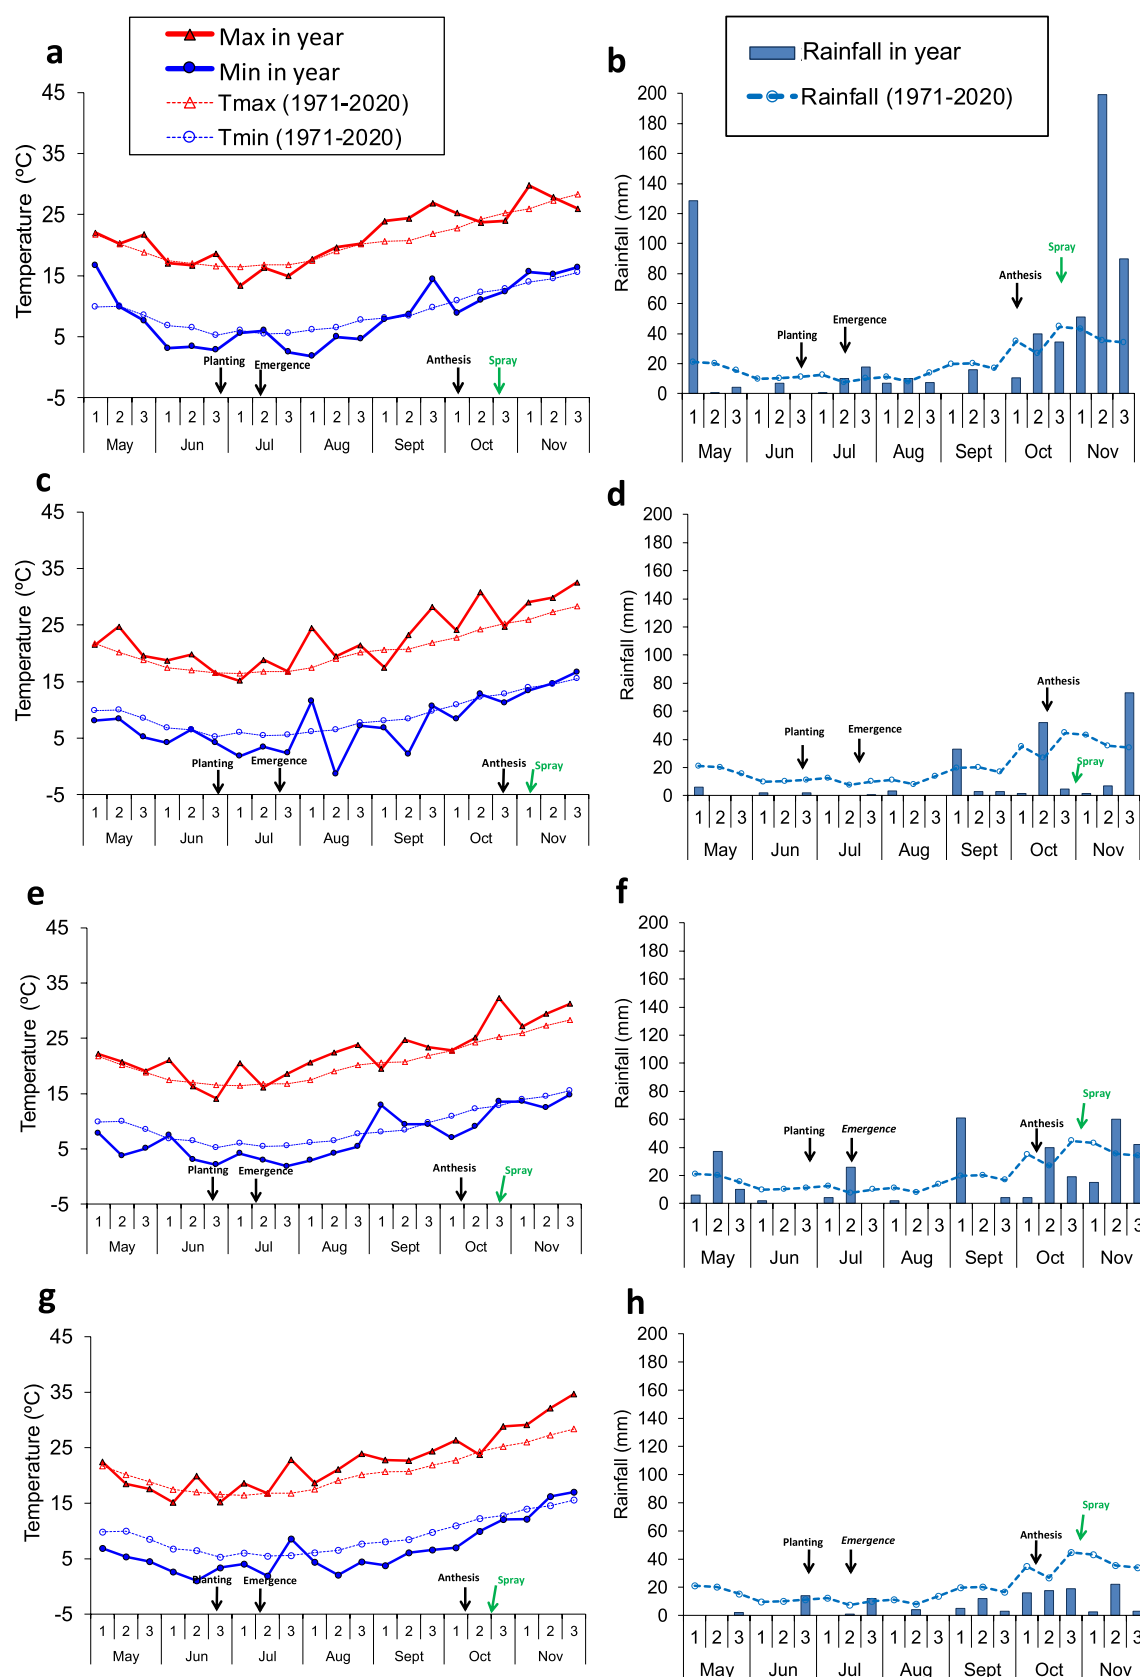 a
Max in year
Min in year
Tmax (1971-2020)
Tmin (1971-2020)
Temperature (ºC)
45
35
25
15
5
-5
Planting
Emergence
Anthesis
Spray
1 2 3 1 2 3 1 2 3 1 2 3 1 2 3 1 2 3 1 2 3
May Jun Jul Aug Sept Oct Nov
b
Rainfall in year
Rainfall (1971-2020)
Rainfall (mm)
200
180
160
140
120
100
80
60
40
20
0
Planting
Emergence
Anthesis
Spray
1 2 3 1 2 3 1 2 3 1 2 3 1 2 3 1 2 3 1 2 3
May Jun Jul Aug Sept Oct Nov
c
Temperature (ºC)
45
35
25
15
5
-5
Planting
Emergence
Anthesis
Spray
1 2 3 1 2 3 1 2 3 1 2 3 1 2 3 1 2 3 1 2 3
May Jun Jul Aug Sept Oct Nov
d
Rainfall (mm)
200
180
160
140
120
100
80
60
40
20
0
Planting
Emergence
Anthesis
Spray
1 2 3 1 2 3 1 2 3 1 2 3 1 2 3 1 2 3 1 2 3
May Jun Jul Aug Sept Oct Nov
e
Temperature (ºC)
45
35
25
15
5
-5
Planting
Emergence
Anthesis
Spray
1 2 3 1 2 3 1 2 3 1 2 3 1 2 3 1 2 3 1 2 3
May Jun Jul Aug Sept Oct Nov
f
Rainfall (mm)
200
180
160
140
120
100
80
60
40
20
0
Planting
Emergence
Anthesis
Spray
1 2 3 1 2 3 1 2 3 1 2 3 1 2 3 1 2 3 1 2 3
May Jun Jul Aug Sept Oct Nov
g
Temperature (ºC)
45
35
25
15
5
-5
Planting
Emergence
Anthesis
Spray
1 2 3 1 2 3 1 2 3 1 2 3 1 2 3 1 2 3 1 2 3
May Jun Jul Aug Sept Oct Nov
h
Rainfall (mm)
200
180
160
140
120
100
80
60
40
20
0
Planting
Emergence
Anthesis
Spray
1 2 3 1 2 3 1 2 3 1 2 3 1 2 3 1 2 3 1 2 3
May Jun Jul Aug Sept Oct Nov